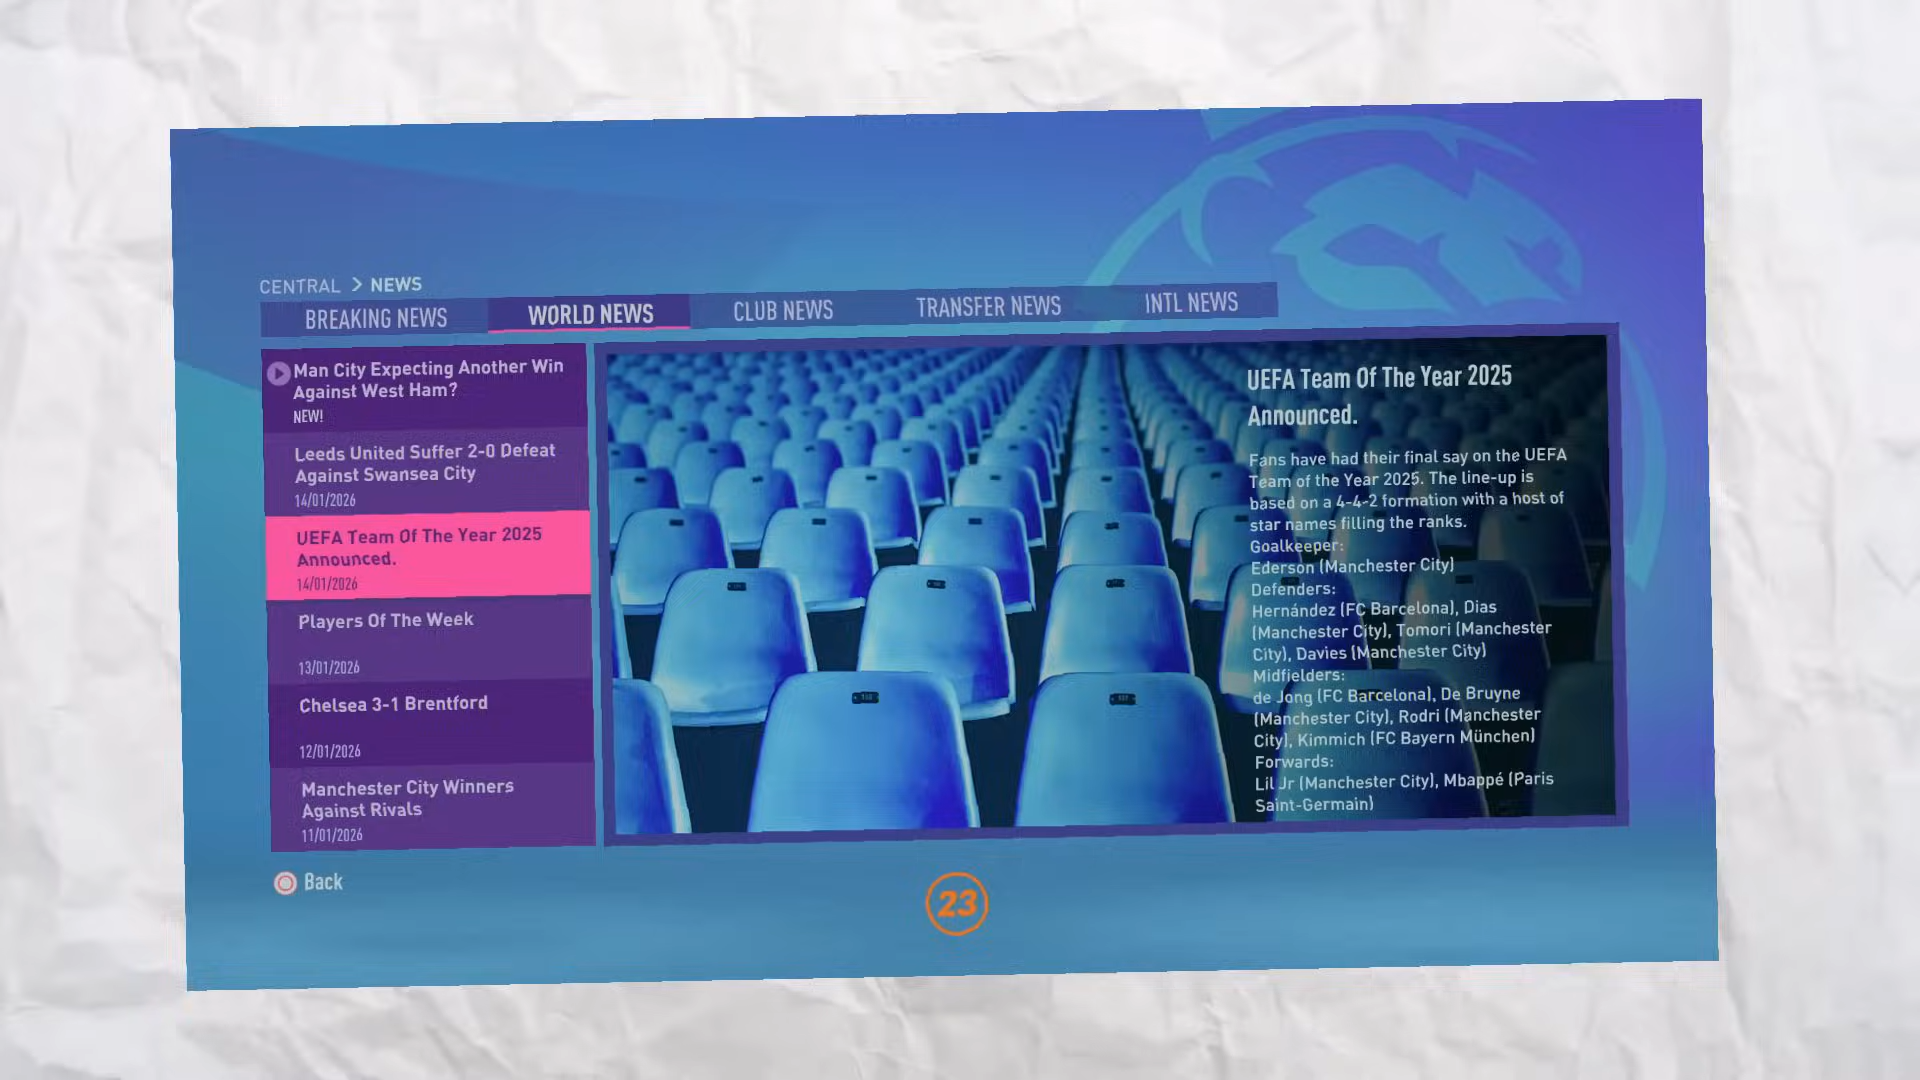 CENTRAL > NEWS
BREAKING NEWS
WORLD NEWS
CLUB NEWS
TRANSFER NEWS
INTL NEWS
Man City Expecting Another Win
Against West Ham?
NEW!
Leeds United Suffer 2-0 Defeat
Against Swansea City
14/01/2026
UEFA Team Of The Year 2025
Announced.
14/01/2026
Players Of The Week
13/01/2026
Chelsea 3-1 Brentford
12/01/2026
Manchester City Winners
Against Rivals
11/01/2026
UEFA Team Of The Year 2025
Announced.
Fans have had their final say on the UEFA
Team of the Year 2025. The line-up is
based on a 4-4-2 formation with a host of
star names filling the ranks.
Goalkeeper:
Ederson (Manchester City)
Defenders:
Hernández (FC Barcelona), Dias
(Manchester City), Tomori (Manchester
City), Davies (Manchester City)
Midfielders:
de Jong (FC Barcelona), De Bruyne
(Manchester City), Rodri (Manchester
City), Kimmich (FC Bayern München)
Forwards:
Lil Jr (Manchester City), Mbappé (Paris
Saint-Germain)
Back
23